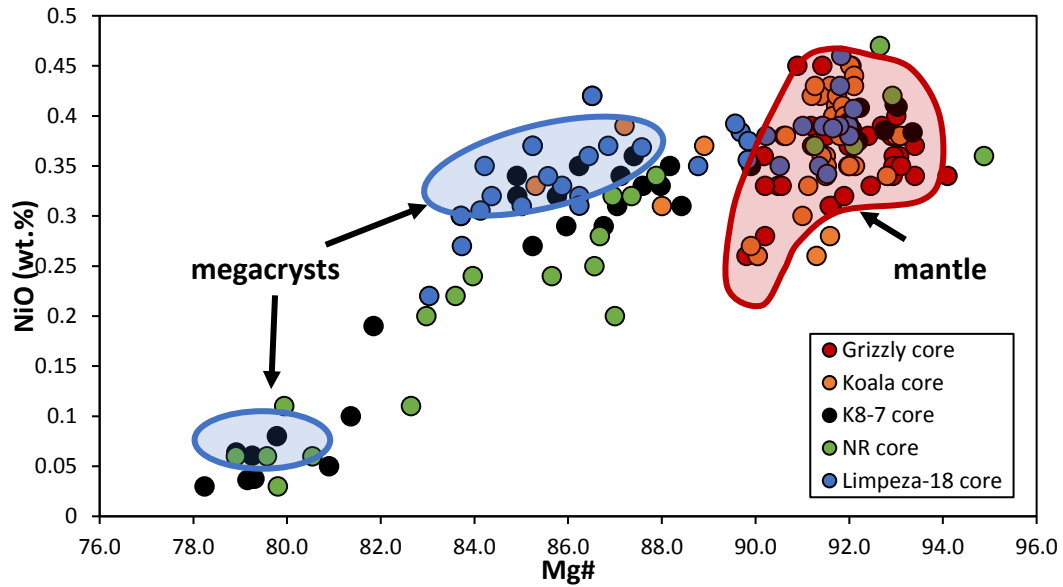 0.5
0.45
0.4
0.35
0.3
0.25
0.2
0.15
0.1
0.05
0
NiO (wt.%)
megacrysts
mantle
Grizzly core
Koala core
K8-7 core
NR core
Limpeza-18 core
76.0 78.0 80.0 82.0 84.0 86.0 88.0 90.0 92.0 94.0 96.0
Mg#